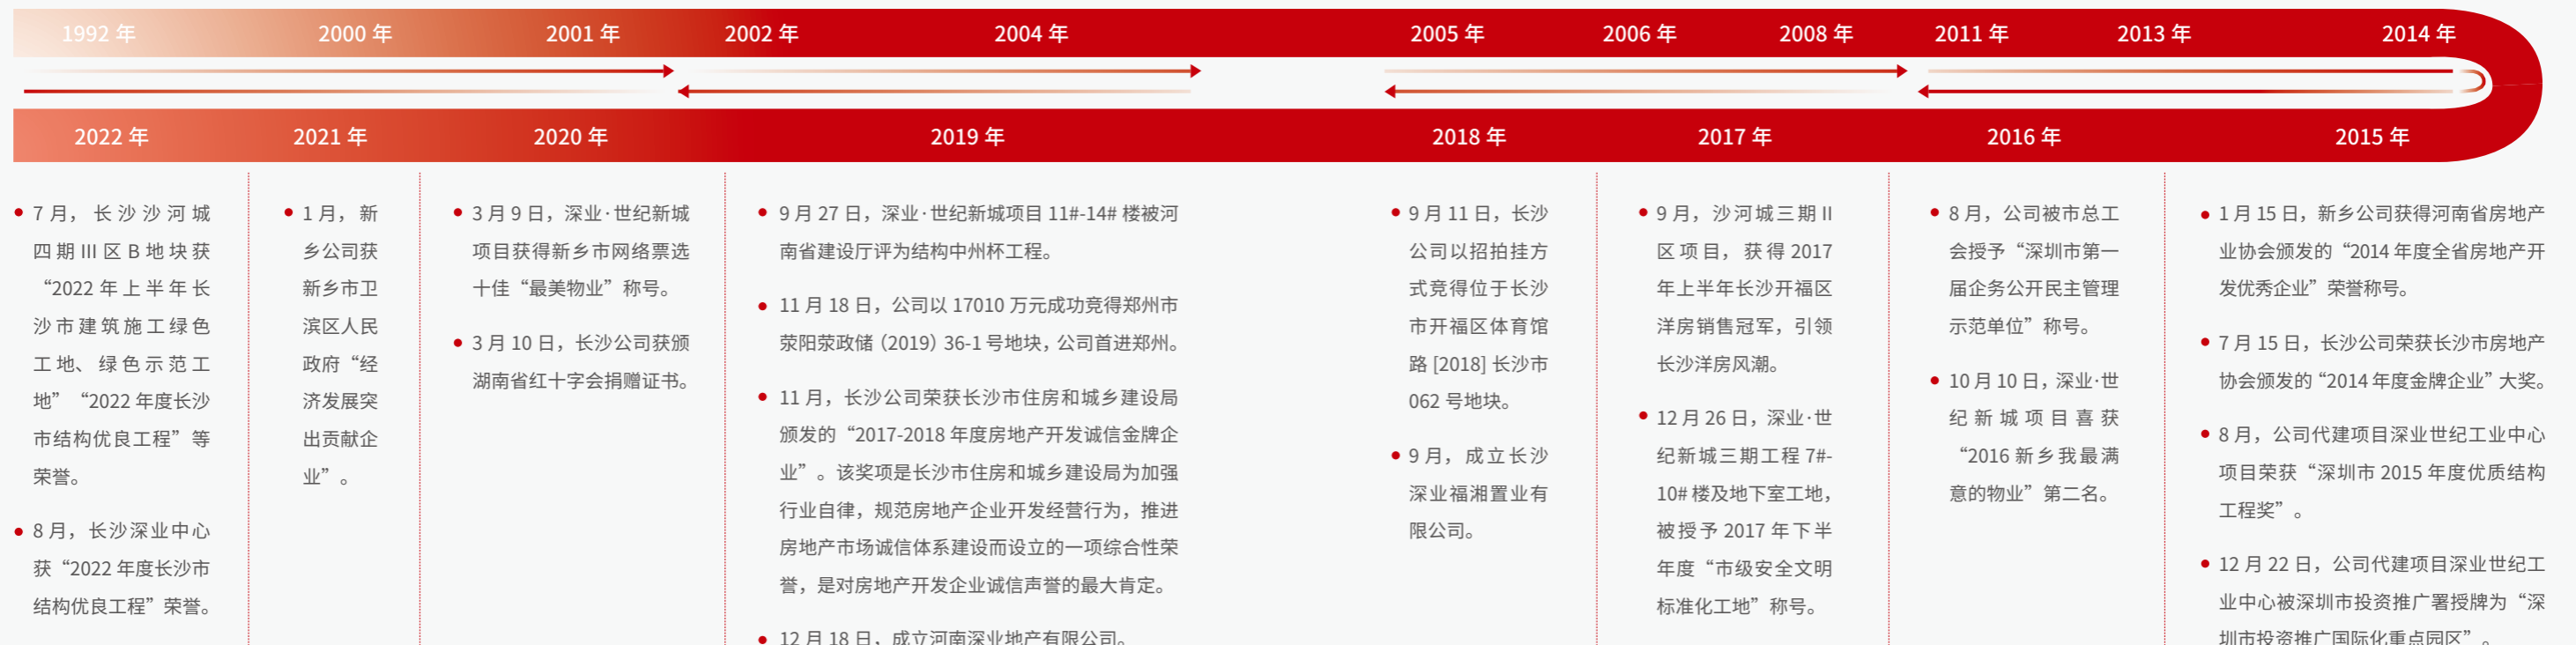 1992 年 2000 年 2001 年 2002 年 2004 年 2005 年 2006 年 2008 年 2011 年 2013 年 2014 年
2022 年 2021 年 2020 年 2019 年 2018 年 2017 年 2016 年 2015 年
7 月，长沙沙河城
四期 III 区 B 地块获
“2022 年上半年长
沙市建筑施工绿色
工地、绿色示范工
地” “2022 年度长沙
市结构优良工程” 等
荣誉。
8 月，长沙深业中心
获 “2022 年度长沙市
结构优良工程” 荣誉。
1 月，新
乡公司获
新乡市卫
滨区人民
政府 “经
济发展突
出贡献企
业” 。
3 月 9 日，深业·世纪新城
项目获得新乡市网络票选
十佳 “最美物业” 称号。
3 月 10 日，长沙公司获颁
湖南省红十字会捐赠证书。
9 月 27 日，深业·世纪新城项目 11#-14# 楼被河
南省建设厅评为结构中州杯工程。
11 月 18 日，公司以 17010 万元成功竞得郑州市
荥阳荥政储（2019）36-1 号地块，公司首进郑州。
11 月，长沙公司荣获长沙市住房和城乡建设局
颁发的 “2017-2018 年度房地产开发诚信金牌企
业” 。该奖项是长沙市住房和城乡建设局为加强
行业自律，规范房地产企业开发经营行为，推进
房地产市场诚信体系建设而设立的一项综合性荣
誉，是对房地产开发企业诚信声誉的最大肯定。
12 月 18 日，成立河南深业地产有限公司。
9 月 11 日，长沙
公司以招拍挂方
式竞得位于长沙
市开福区体育馆
路 [2018] 长沙市
062 号地块。
9 月，成立长沙
深业福湘置业有
限公司。
9 月，沙河城三期 II
区项目，获得 2017
年上半年长沙开福区
洋房销售冠军，引领
长沙洋房风潮。
12 月 26 日，深业·世
纪新城三期工程 7#-
10# 楼及地下室工地，
被授予 2017 年下半
年度 “市级安全文明
标准化工地” 称号。
8 月，公司被市总工
会授予 “深圳市第一
届企务公开民主管理
示范单位” 称号。
10 月 10 日，深业·世
纪新城项目喜获
“2016 新乡我最满
意的物业” 第二名。
1 月 15 日，新乡公司获得河南省房地产
业协会颁发的 “2014 年度全省房地产开
发优秀企业” 荣誉称号。
7 月 15 日，长沙公司荣获长沙市房地产
协会颁发的 “2014 年度金牌企业” 大奖。
8 月，公司代建项目深业世纪工业中心
项目荣获 “深圳市 2015 年度优质结构
工程奖” 。
12 月 22 日，公司代建项目深业世纪工
业中心被深圳市投资推广署授牌为 “深
圳市投资推广国际化重点园区” 。